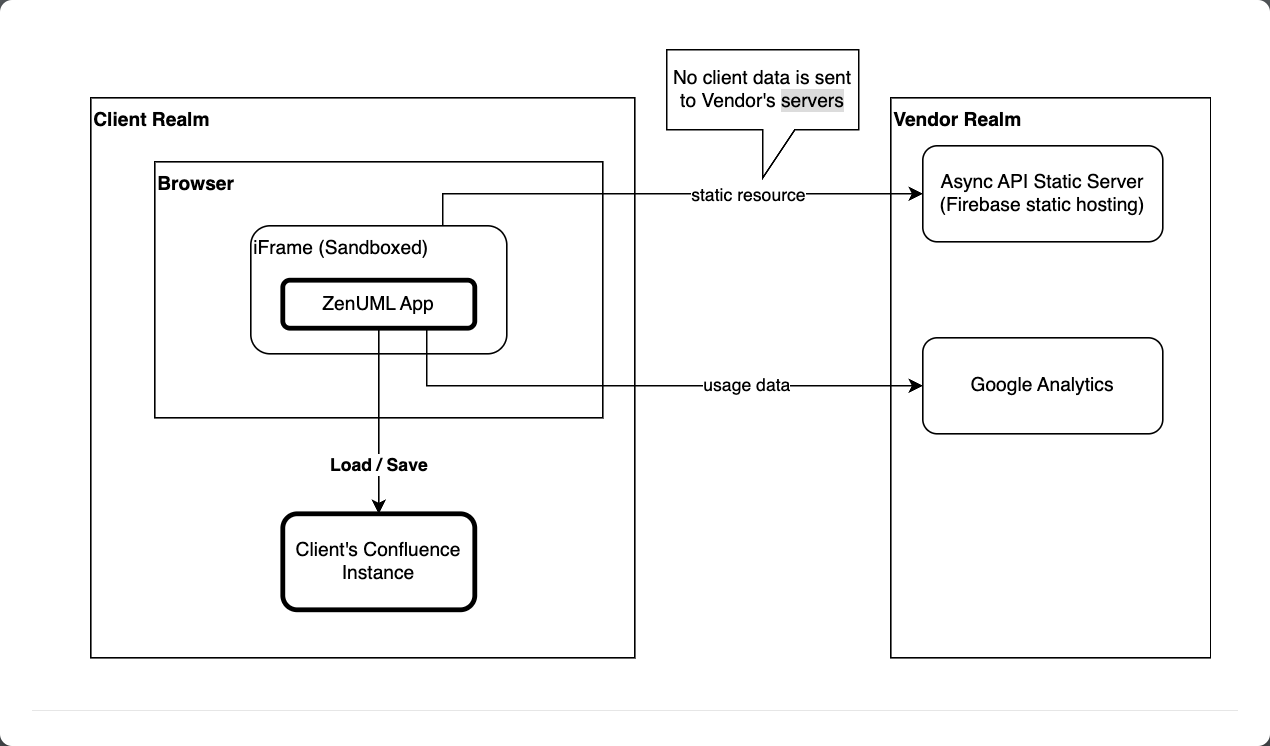 No client data is sent
to Vendor's servers
Client Realm
Vendor Realm
Browser
static resource
Async API Static Server
(Firebase static hosting)
iFrame (Sandboxed)
ZenUML App
usage data
Google Analytics
Load / Save
Client's Confluence
Instance